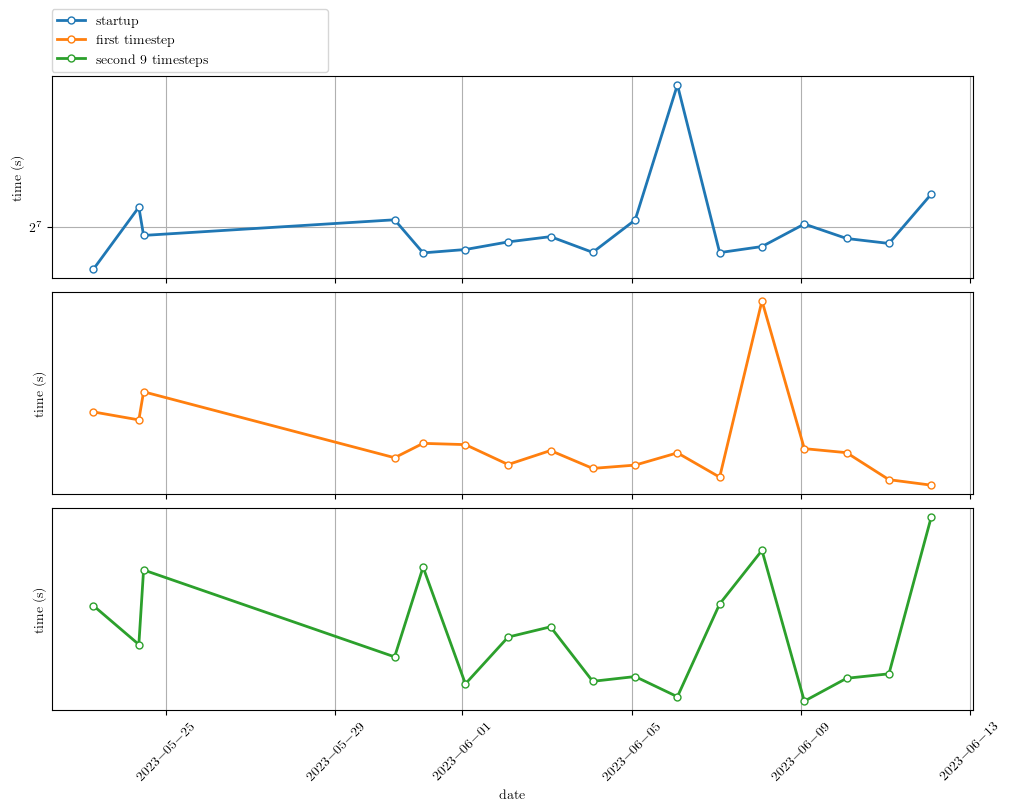 startup
first timestep
second 9 timesteps
time (s)
2⁷
time (s)
time (s)
2023−05−25
2023−05−29
2023−06−01
2023−06−05
2023−06−09
2023−06−13
date